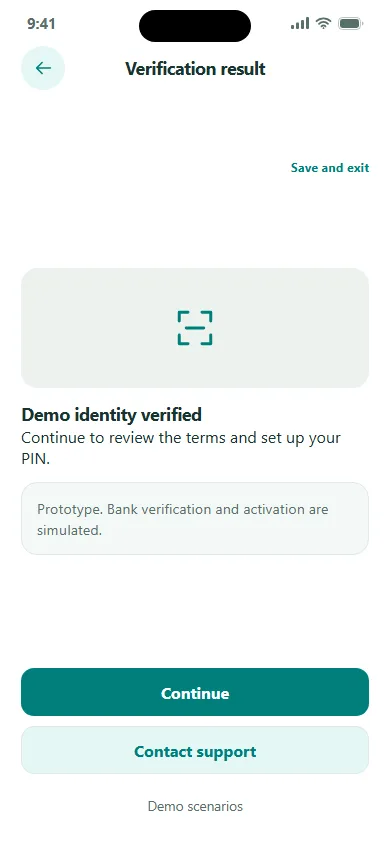 9:41
Verification result
Save and exit
Demo identity verified
Continue to review the terms and set up your
PIN.
Prototype. Bank verification and activation are
simulated.
Continue
Contact support
Demo scenarios